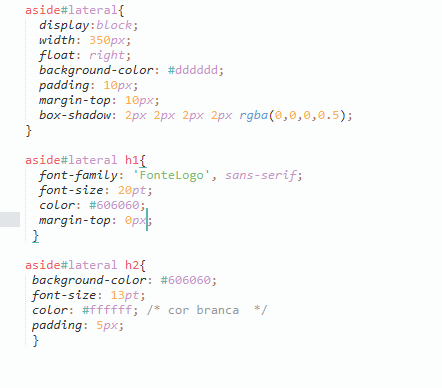 aside#lateral{
display:block;
width: 350px;
float: right;
background-color: #dddddd;
padding: 10px;
margin-top: 10px;
box-shadow: 2px 2px 2px 2px rgba(0,0,0,0.5);
}
aside#lateral h1{
font-family: 'FonteLogo', sans-serif;
font-size: 20pt;
color: #606060;
margin-top: 0px;
}
aside#lateral h2{
background-color: #606060;
font-size: 13pt;
color: #ffffff; /* cor branca  */
padding: 5px;
}